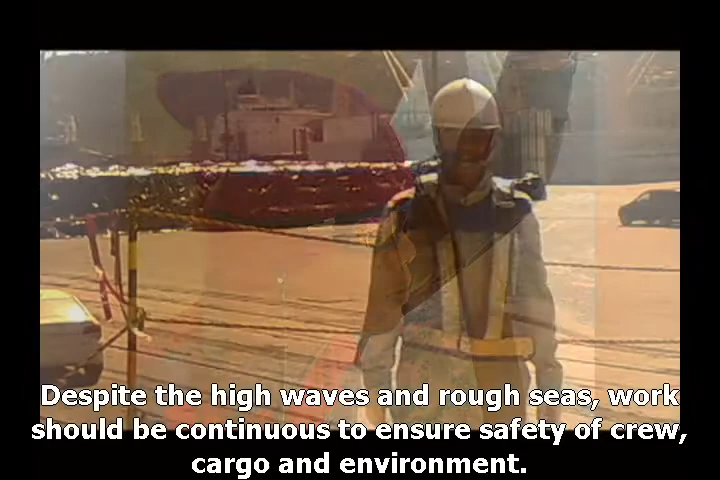 Despite the high waves and rough seas, work
should be continuous to ensure safety of crew,
cargo and environment.